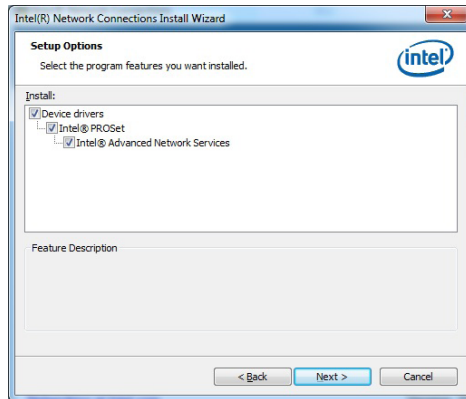 Intel(R) Network Connections Install Wizard
Setup Options
Select the program features you want installed.
intel
Install:
Device drivers
Intel® PROSet
Intel® Advanced Network Services
Feature Description
< Back
Next >
Cancel